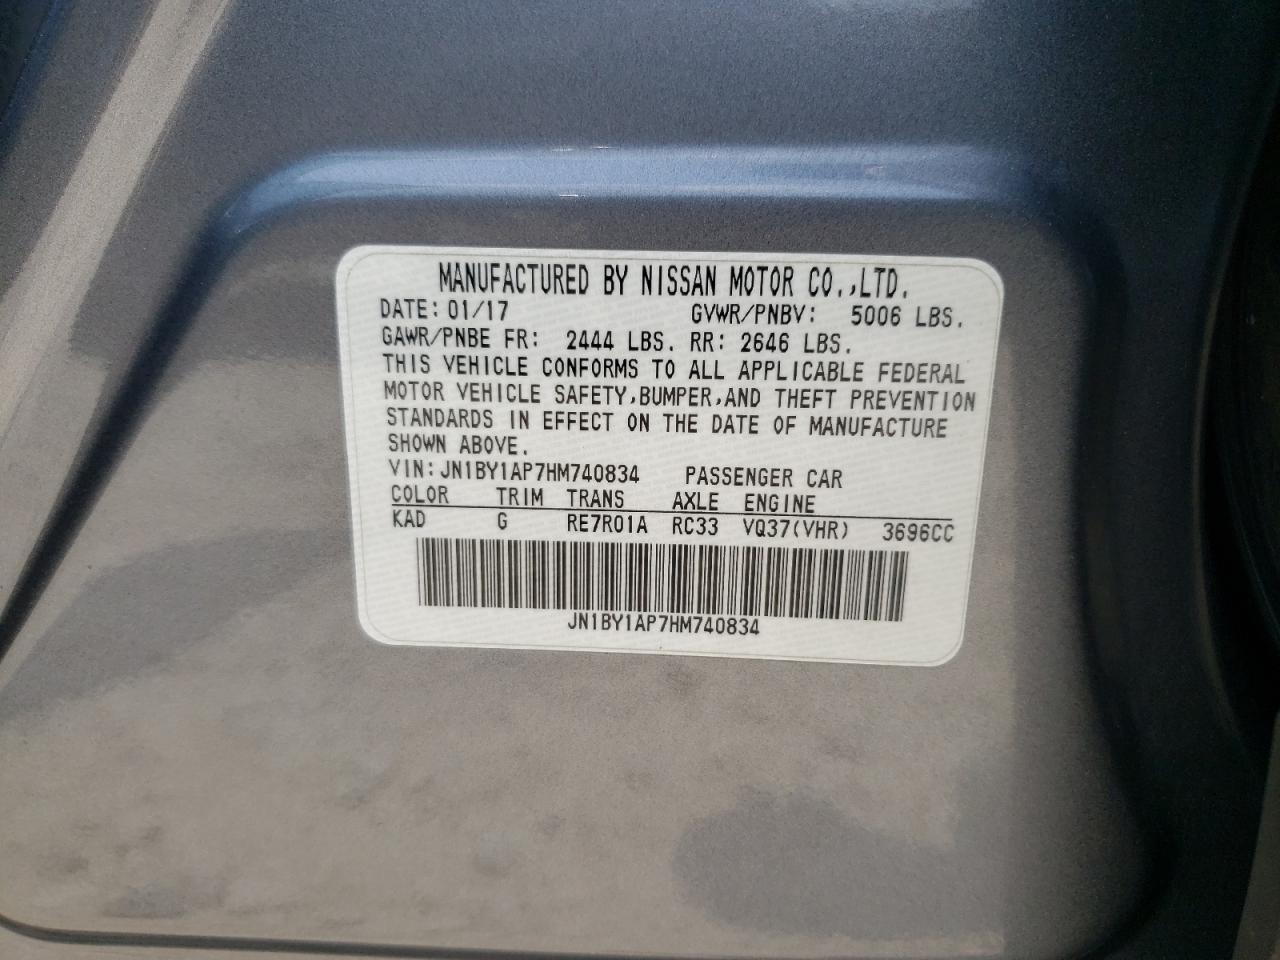 MANUFACTURED BY NISSAN MOTOR CO.,LTD.
DATE: 01/17 GVWR/PNBV: 5006 LBS.
GAWR/PNBE FR: 2444 LBS. RR: 2646 LBS.
THIS VEHICLE CONFORMS TO ALL APPLICABLE FEDERAL
MOTOR VEHICLE SAFETY,BUMPER,AND THEFT PREVENTION
STANDARDS IN EFFECT ON THE DATE OF MANUFACTURE
SHOWN ABOVE.
VIN:JN1BY1AP7HM740834 PASSENGER CAR
COLOR TRIM TRANS AXLE ENGINE
KAD G RE7R01A RC33 VQ37(VHR) 3696CC
JN1BY1AP7HM740834